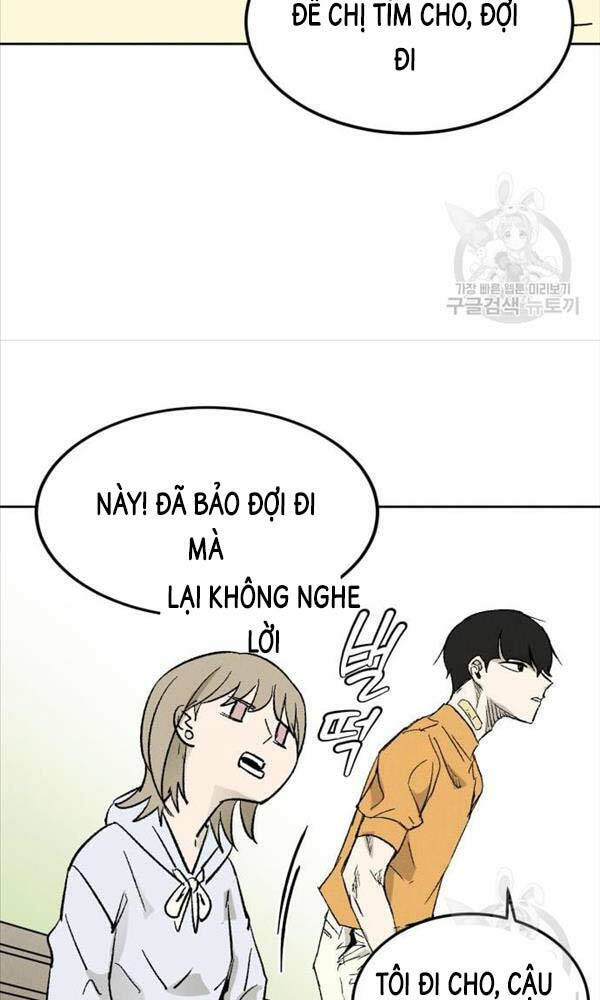 ĐỂ CHỊ TÌM CHO, ĐỢI
ĐI
가장 빠른 웹툰 미리보기
구글검색 뉴토끼
NÀY! ĐÃ BẢO ĐỢI ĐI
MÀ
LẠI KHÔNG NGHE
LỜI
벌
떡
TÔI ĐI CHO, CẬU